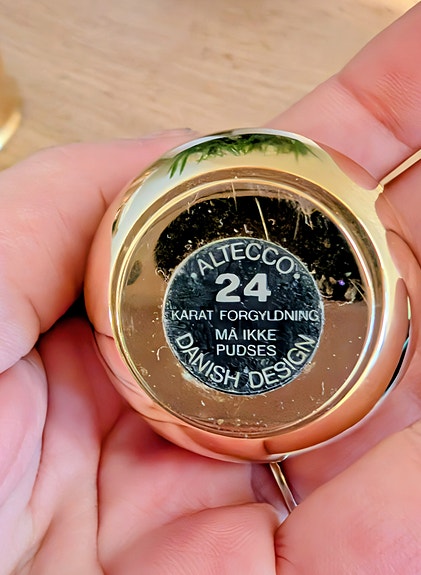 ·ALTECCO·
24
KARAT FORGYLDNING
MÅ IKKE
PUDSES
DANISH DESIGN